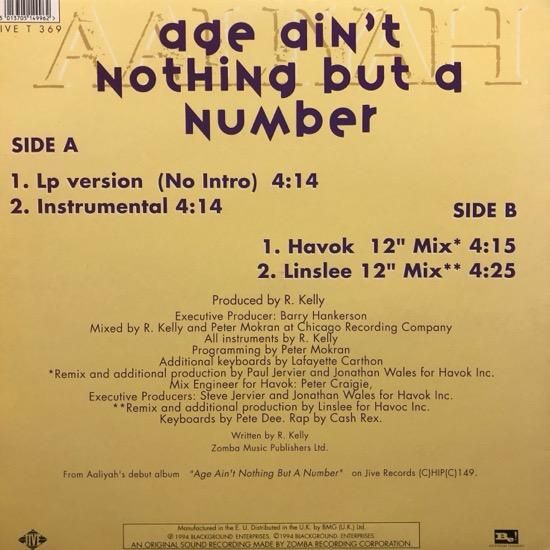 5 013705 149962 >
JIVE T 369
AALIYAH
age ain't
nothing but a
number
SIDE A
1. Lp version (No Intro) 4:14
2. Instrumental 4:14
SIDE B
1. Havok 12" Mix* 4:15
2. Linslee 12" Mix** 4:25
Produced by R. Kelly
Executive Producer: Barry Hankerson
Mixed by R. Kelly and Peter Mokran at Chicago Recording Company
All instruments by R. Kelly
Programming by Peter Mokran
Additional keyboards by Lafayette Carthon
*Remix and additional production by Paul Jervier and Jonathan Wales for Havok Inc.
Mix Engineer for Havok: Peter Craigie,
Executive Producers: Steve Jervier and Jonathan Wales for Havok Inc.
**Remix and additional production by Linslee for Havoc Inc.
Keyboards by Pete Dee. Rap by Cash Rex.
Written by R. Kelly
Zomba Music Publishers Ltd.
From Aaliyah's debut album "Age Ain't Nothing But A Number" on Jive Records (C)HIP(C)149.
Manufactured in the E. U. Distributed in the U.K. by BMG (U.K.) Ltd.
℗ 1994 BLACKGROUND ENTERPRISES. © 1994 BLACKGROUND ENTERPRISES.
AN ORIGINAL SOUND RECORDING MADE BY ZOMBA RECORDING CORPORATION.
JIVE